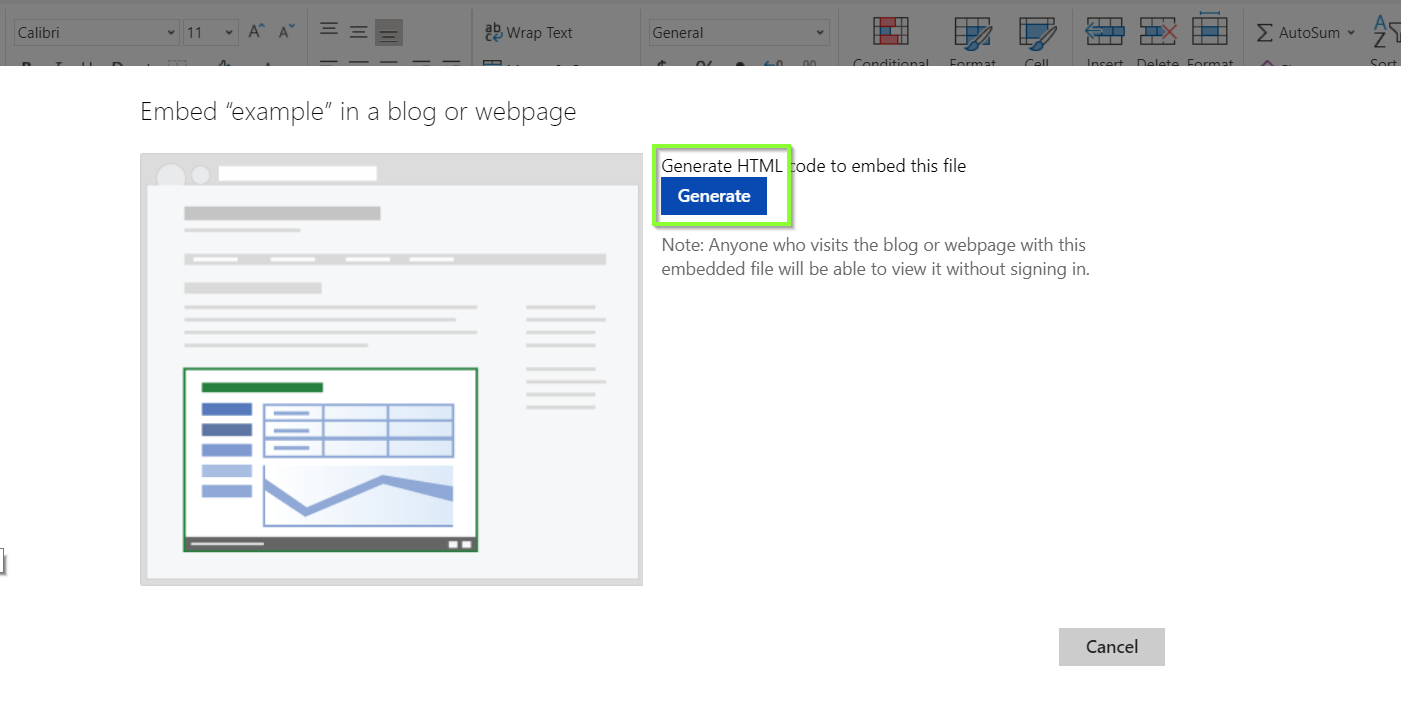 Calibri 11 Wrap Text General AutoSum
Conditional Format Cell Insert Delete Format Sort
Embed “example” in a blog or webpage
Generate HTML code to embed this file
Generate
Note: Anyone who visits the blog or webpage with this
embedded file will be able to view it without signing in.
Cancel